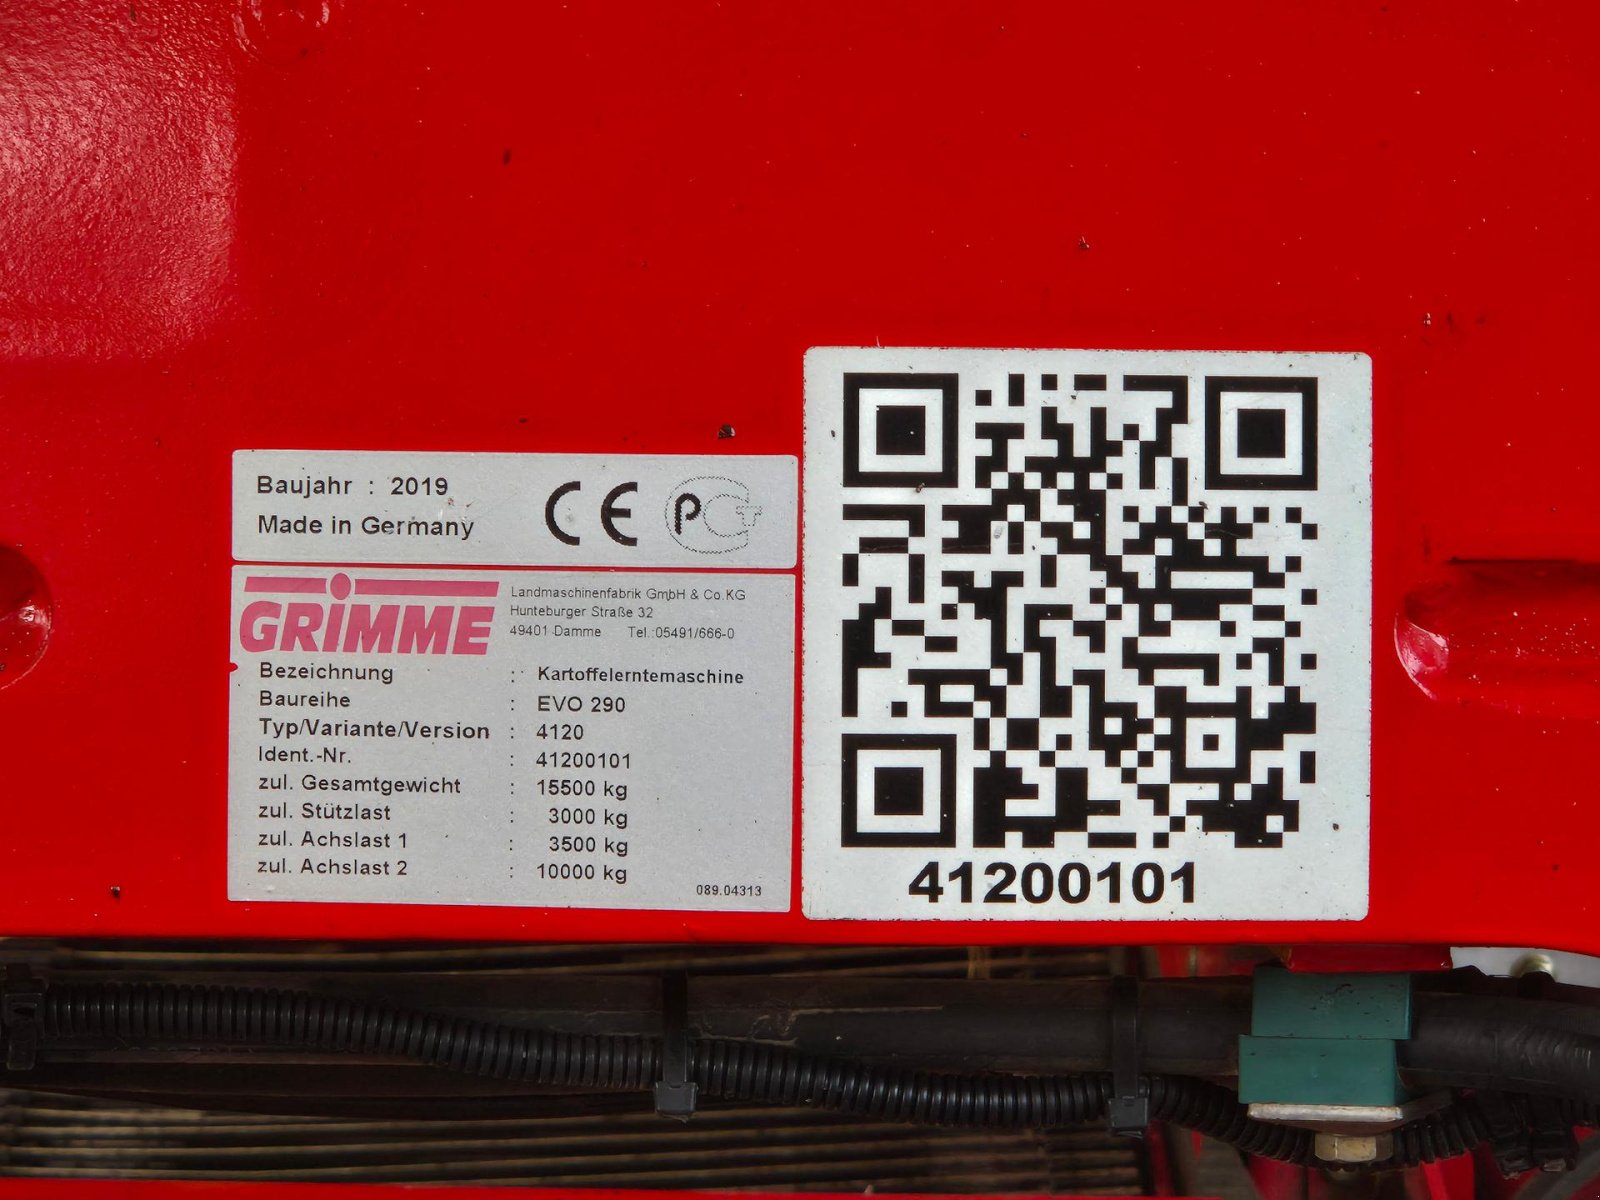 Baujahr : 2019
Made in Germany
CE
PCT
GRIMME
Landmaschinenfabrik GmbH & Co.KG
Hunteburger Straße 32
49401 Damme Tel.:05491/666-0
Bezeichnung : Kartoffelerntemaschine
Baureihe : EVO 290
Typ/Variante/Version : 4120
Ident.-Nr. : 41200101
zul. Gesamtgewicht : 15500 kg
zul. Stützlast : 3000 kg
zul. Achslast 1 : 3500 kg
zul. Achslast 2 : 10000 kg
089.04313
41200101